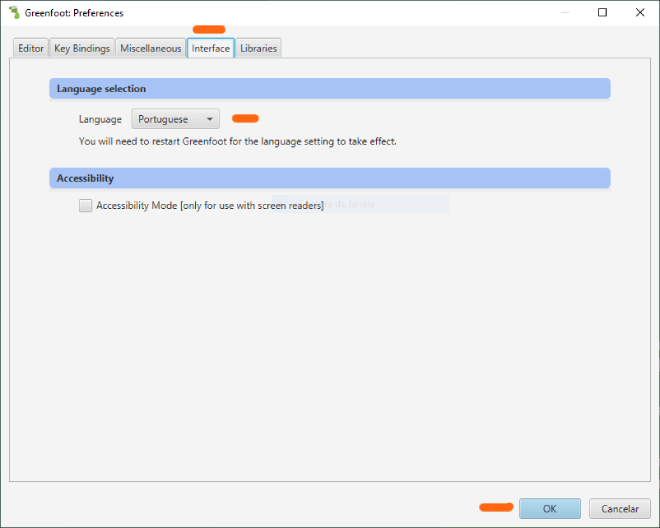 Greenfoot: Preferences
Editor Key Bindings Miscellaneous Interface Libraries
Language selection
Language Portuguese
You will need to restart Greenfoot for the language setting to take effect.
Accessibility
Accessibility Mode [only for use with screen readers]
OK Cancelar